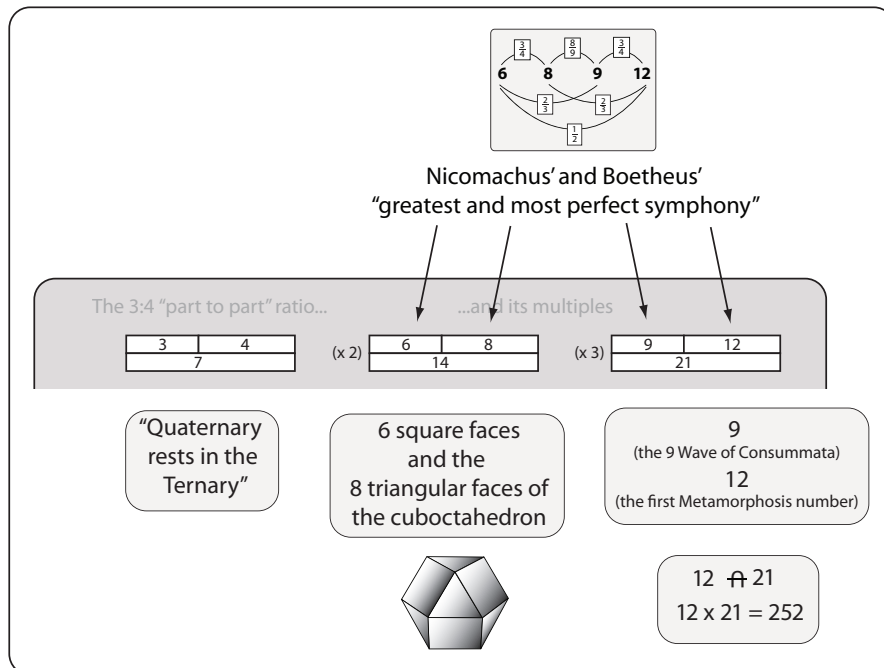 3/4 8/9 3/4
6 8 9 12
2/3 2/3
1/2
Nicomachus’ and Boetheus’
“greatest and most perfect symphony”
The 3:4 “part to part” ratio... ...and its multiples
3 4
7
(x 2) 6 8
14
(x 3) 9 12
21
“Quaternary
rests in the
Ternary”
6 square faces
and the
8 triangular faces of
the cuboctahedron
9
(the 9 Wave of Consummata)
12
(the first Metamorphosis number)
12 21
12 x 21 = 252